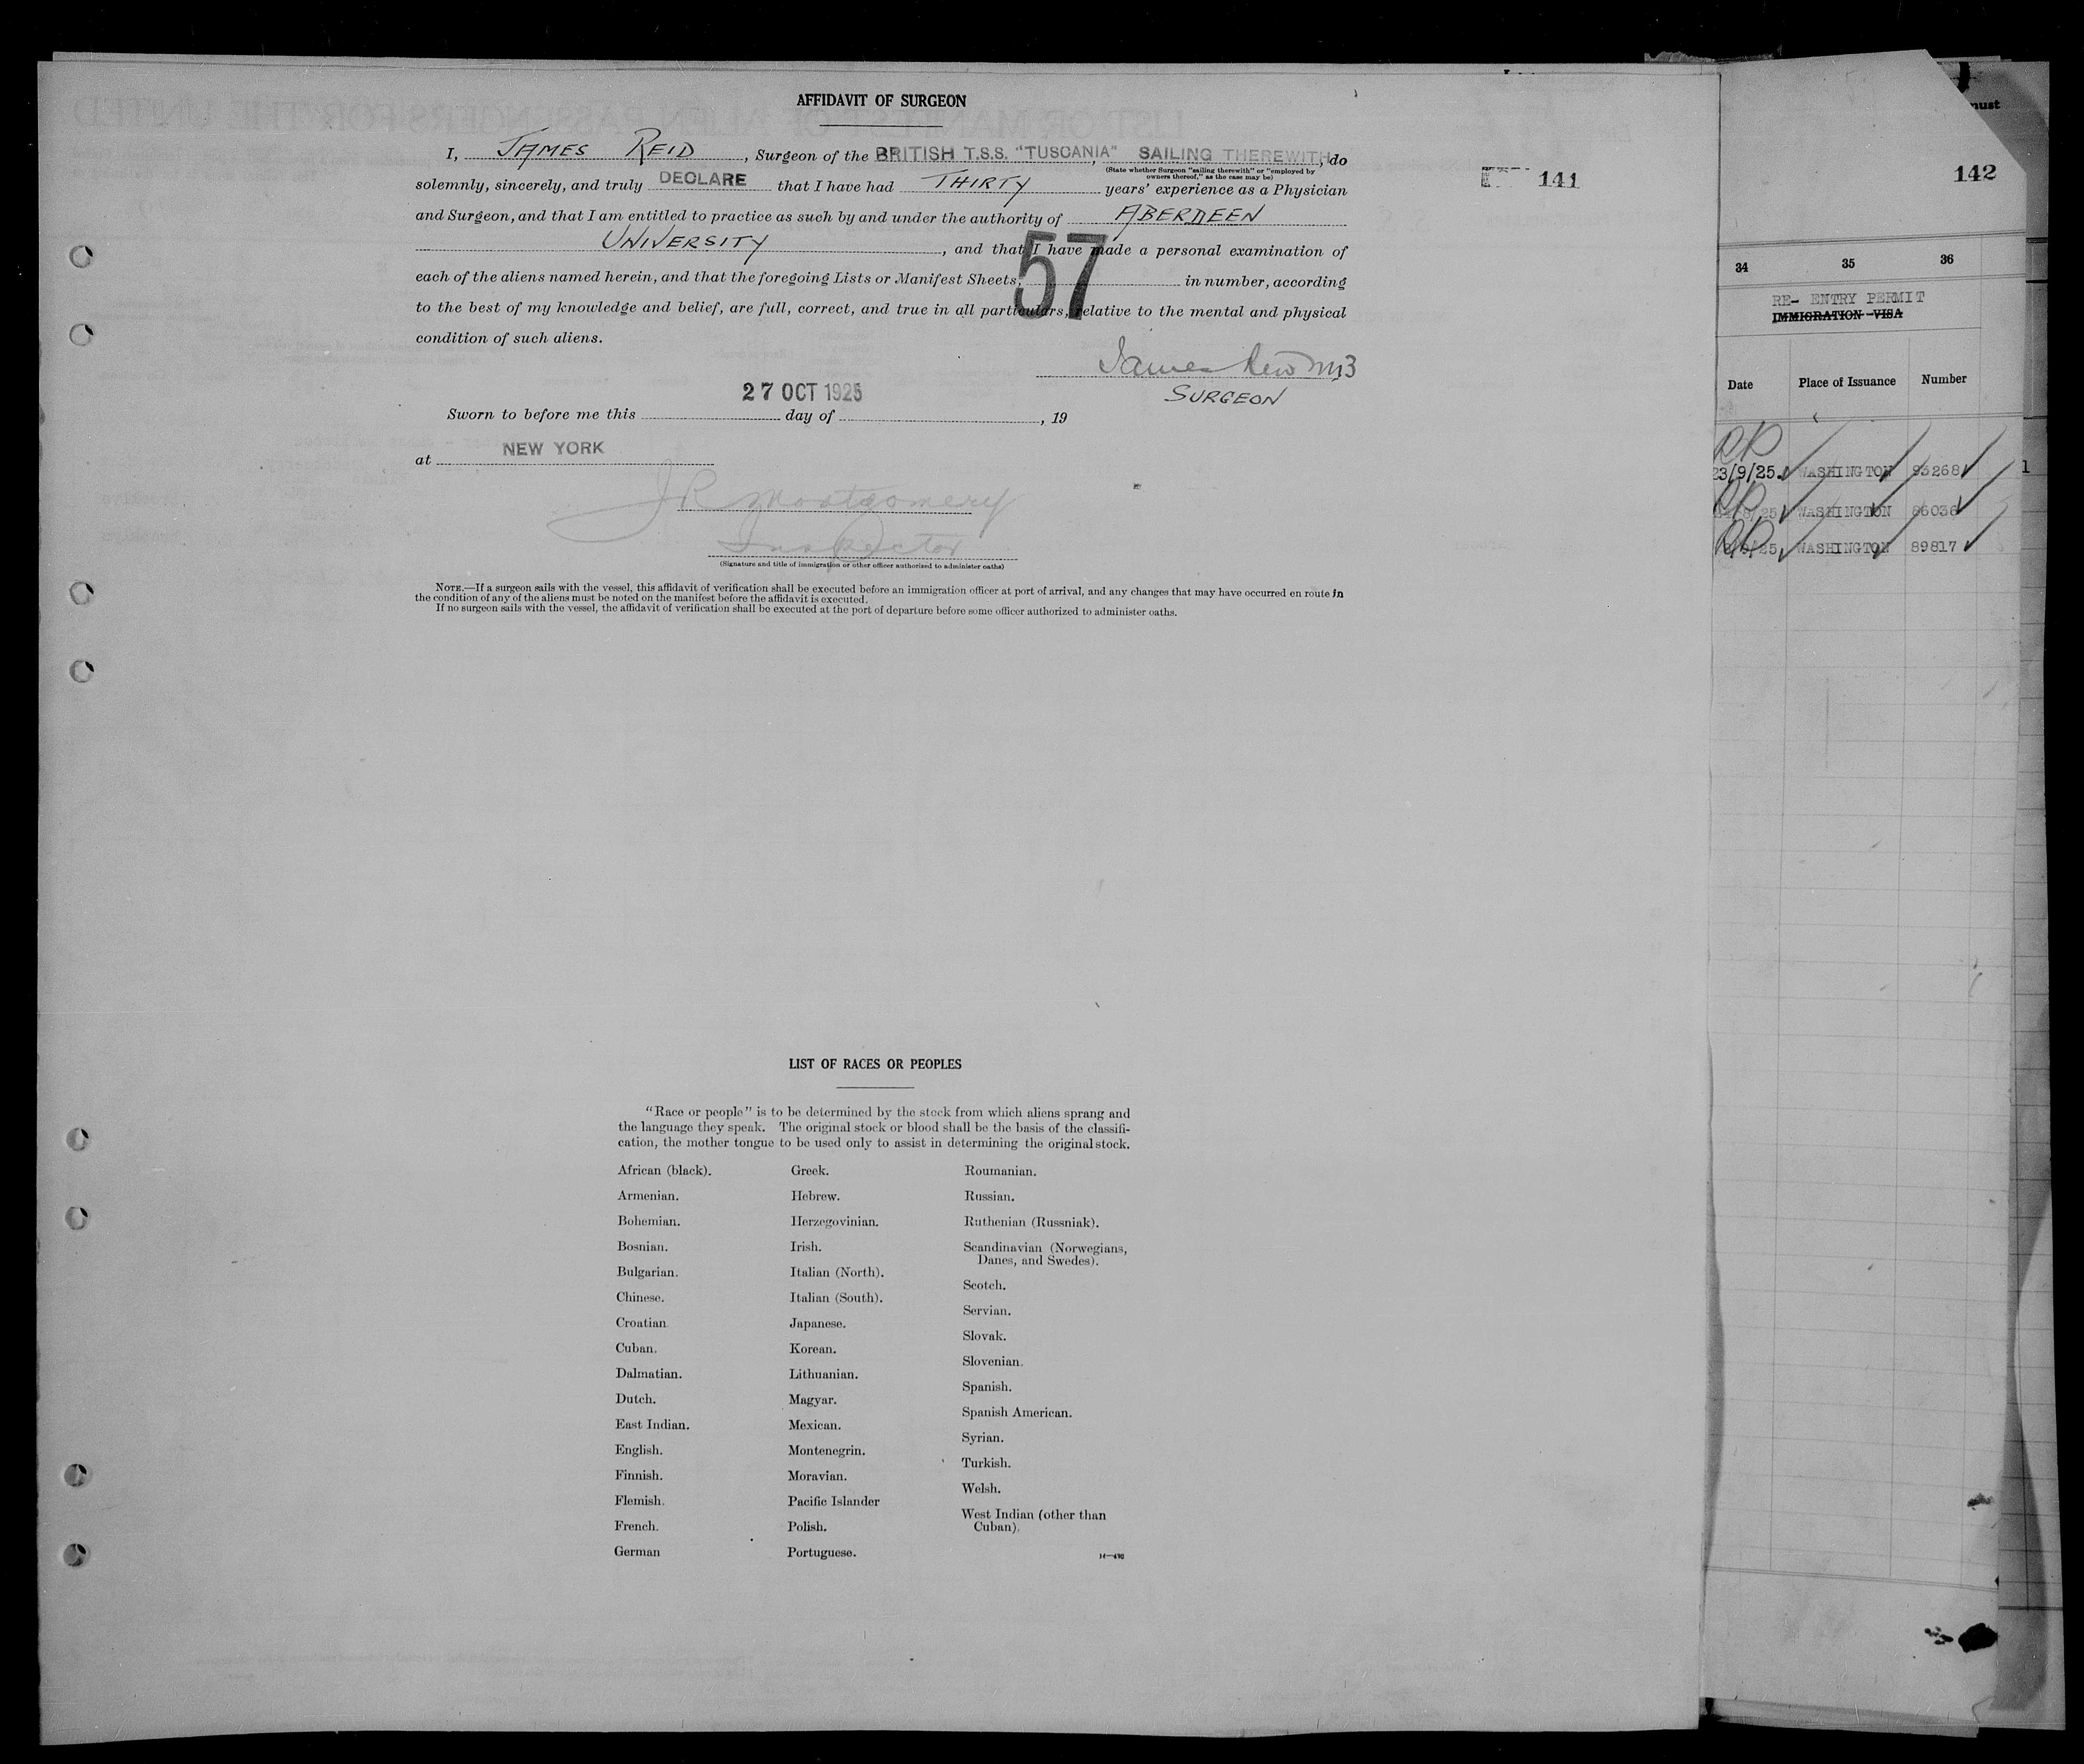 AFFIDAVIT OF SURGEON
I, JAMES REID, Surgeon of the BRITISH T.S.S. "TUSCANIA", SAILING THEREWITH, do
(State whether Surgeon "sailing therewith" or "employed by
owners thereof," as the case may be)
solemnly, sincerely, and truly DECLARE that I have had THIRTY years' experience as a Physician
and Surgeon, and that I am entitled to practice as such by and under the authority of ABERDEEN
UNIVERSITY, and that I have made a personal examination of
each of the aliens named herein, and that the foregoing Lists or Manifest Sheets, 57 in number, according
to the best of my knowledge and belief, are full, correct, and true in all particulars, relative to the mental and physical
condition of such aliens.
James Reid MB
SURGEON
27 OCT 1925
Sworn to before me this day of , 19
at NEW YORK
J R Montgomery
Inspector
(Signature and title of immigration or other officer authorized to administer oaths)
NOTE.—If a surgeon sails with the vessel, this affidavit of verification shall be executed before an immigration officer at port of arrival, and any changes that may have occurred en route in
the condition of any of the aliens must be noted on the manifest before the affidavit is executed.
If no surgeon sails with the vessel, the affidavit of verification shall be executed at the port of departure before some officer authorized to administer oaths.
LIST OF RACES OR PEOPLES
"Race or people" is to be determined by the stock from which aliens sprang and
the language they speak. The original stock or blood shall be the basis of the classifi-
cation, the mother tongue to be used only to assist in determining the original stock.
African (black).
Armenian.
Bohemian.
Bosnian.
Bulgarian.
Chinese.
Croatian.
Cuban.
Dalmatian.
Dutch.
East Indian.
English.
Finnish.
Flemish.
French.
German
Greek.
Hebrew.
Herzegovinian.
Irish.
Italian (North).
Italian (South).
Japanese.
Korean.
Lithuanian.
Magyar.
Mexican.
Montenegrin.
Moravian.
Pacific Islander
Polish.
Portuguese.
Roumanian.
Russian.
Ruthenian (Russniak).
Scandinavian (Norwegians,
Danes, and Swedes).
Scotch.
Servian.
Slovak.
Slovenian.
Spanish.
Spanish American.
Syrian.
Turkish.
Welsh.
West Indian (other than
Cuban).
141
must
142
34 35 36
RE- ENTRY PERMIT
IMMIGRATION VISA
Date Place of Issuance Number
23/9/25. WASHINGTON 93268
WASHINGTON 86036
WASHINGTON 89817